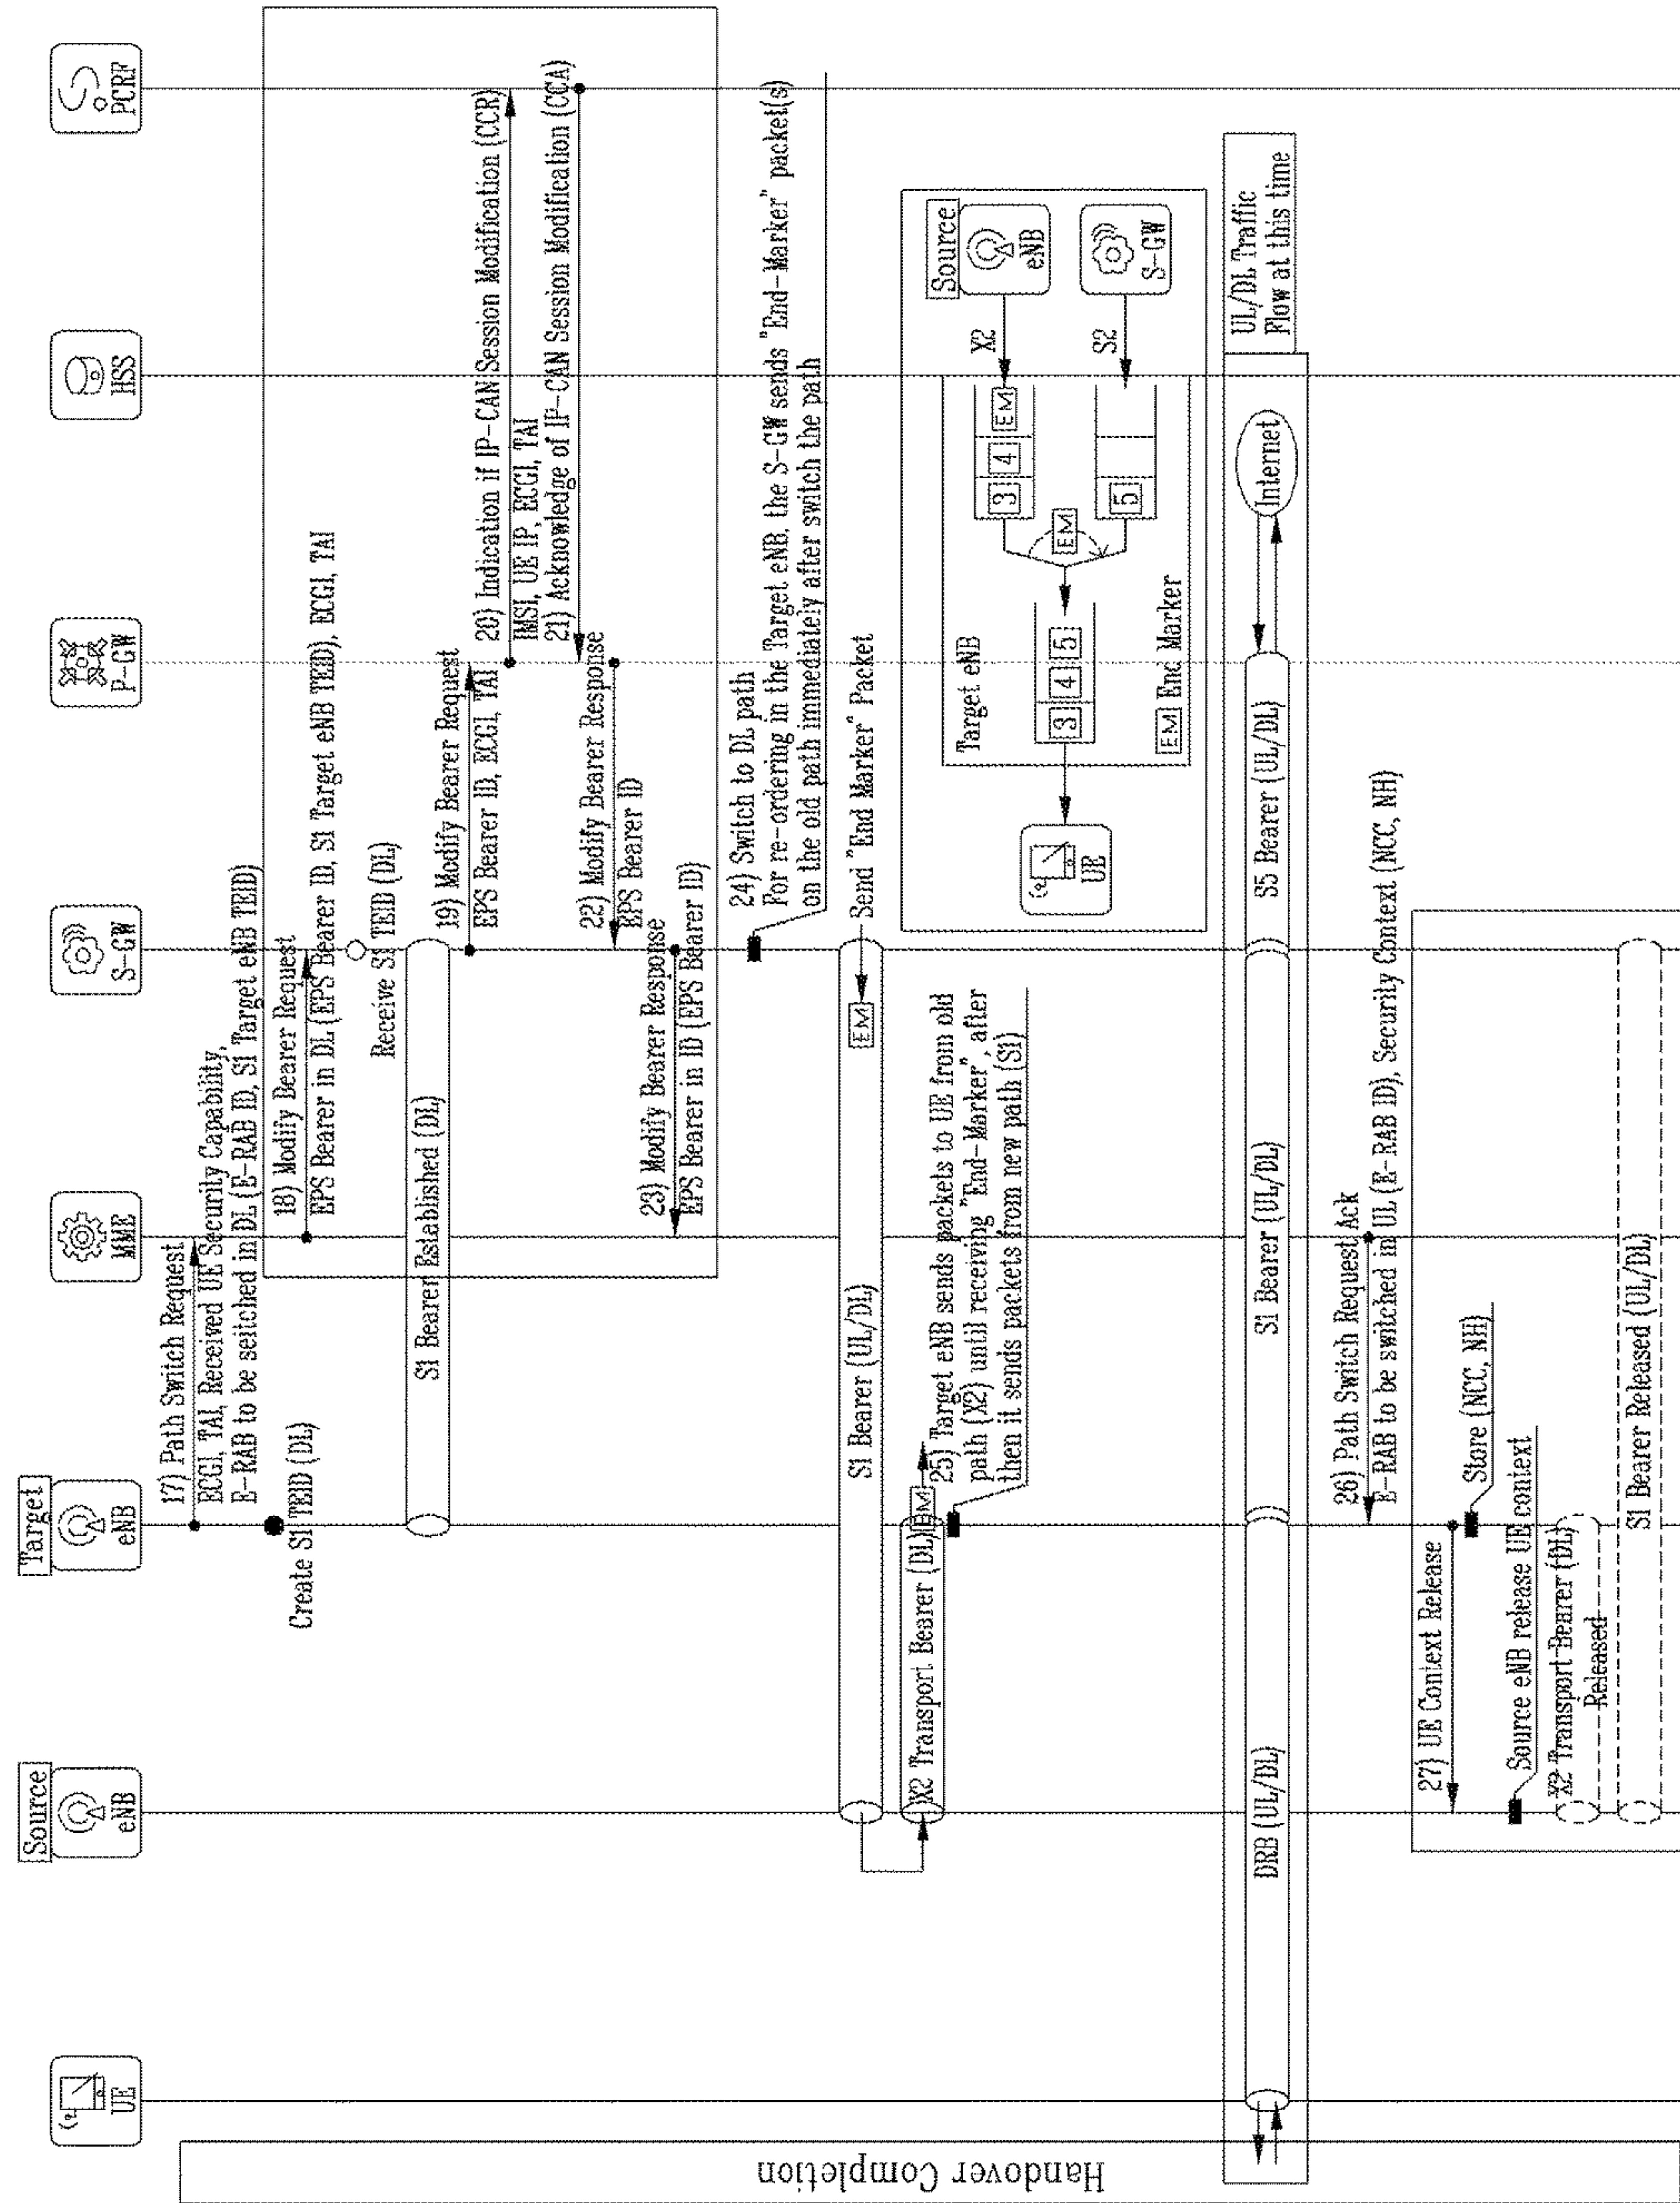 Handover Completion
UE
Source
eNB
Target
eNB
MME
S-GW
P-GW
HSS
PCRF
17) Path Switch Request
ECGI, TAI, Received UE Security Capability,
E-RAB to be seitched in DL (E-RAB ID, S1 Target eNB TEID)
Create S1 TEID (DL)
18) Modify Bearer Request
EPS Bearer in DL (EPS Bearer ID, S1 Target eNB TEID), ECGI, TAI
Receive S1 TEID (DL)
S1 Bearer Established (DL)
19) Modify Bearer Request
EPS Bearer ID, ECGI, TAI
20) Indication if IP-CAN Session Modification (CCR)
IMSI, UE IP, ECGI, TAI
21) Acknowledge of IP-CAN Session Modification (CCA)
22) Modify Bearer Response
EPS Bearer ID
23) Modify Bearer Response
EPS Bearer in ID (EPS Bearer ID)
24) Switch to DL path
For re-ordering in the Target eNB, the S-GW sends "End-Marker" packet(s)
on the old path immediately after switch the path
S1 Bearer (UL/DL)
EM
Send "End Marker" Packet
X2 Transport Bearer (DL)
EM
25) Target eNB sends packets to UE from old
path (X2) until receiving "End-Marker", after
then it sends packets from new path (S1)
UE
Target eNB
3 4 5
EM
3 4 EM
5
X2
S2
Source
eNB
S-GW
EM End Marker
DRB (UL/DL)
S1 Bearer (UL/DL)
S5 Bearer (UL/DL)
Internet
UL/DL Traffic
Flow at this time
26) Path Switch Request Ack
E-RAB to be switched in UL (E-RAB ID), Security Context (NCC, NH)
27) UE Context Release
Store (NCC, NH)
Source eNB release UE context
X2 Transport Bearer (DL)
Released
S1 Bearer Released (UL/DL)